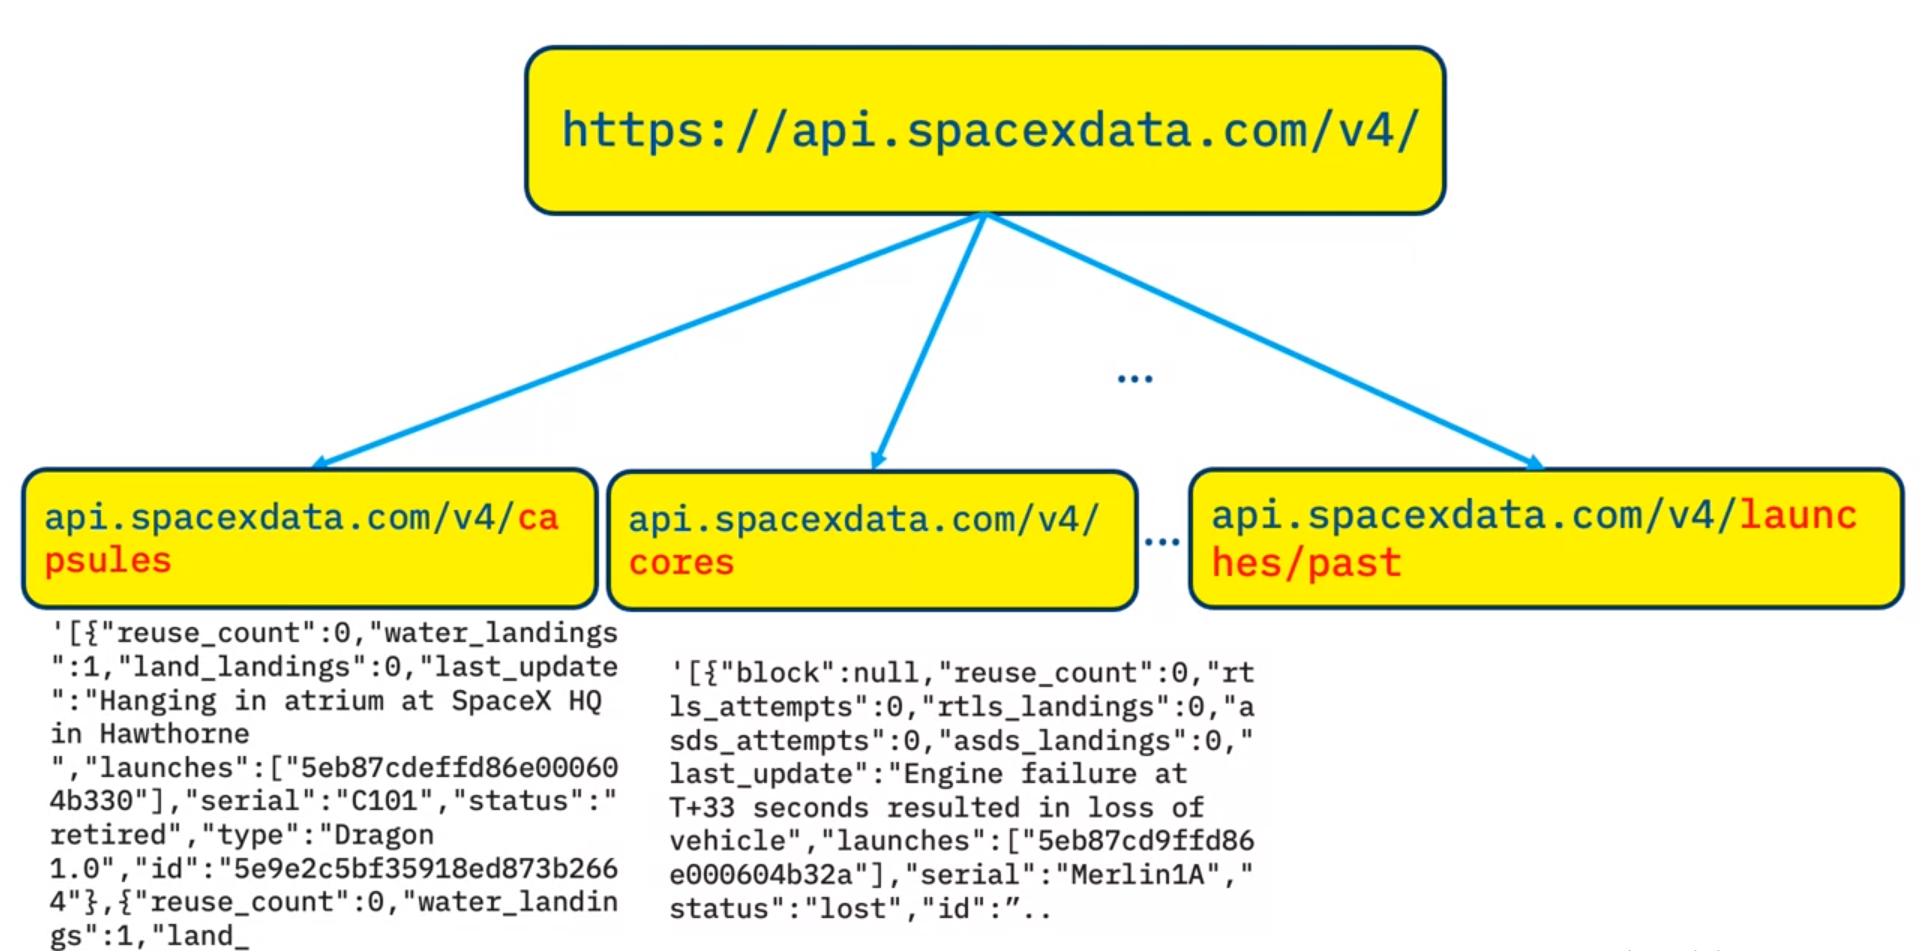 https://api.spacexdata.com/v4/
...
api.spacexdata.com/v4/ca
psules
api.spacexdata.com/v4/
cores
...
api.spacexdata.com/v4/launc
hes/past
'[{"reuse_count":0,"water_landings
":1,"land_landings":0,"last_update
":"Hanging in atrium at SpaceX HQ
in Hawthorne
","launches":["5eb87cdeffd86e00060
4b330"],"serial":"C101","status":"
retired","type":"Dragon
1.0","id":"5e9e2c5bf35918ed873b266
4"},{"reuse_count":0,"water_landin
gs":1,"land_
'[{"block":null,"reuse_count":0,"rt
ls_attempts":0,"rtls_landings":0,"a
sds_attempts":0,"asds_landings":0,"
last_update":"Engine failure at
T+33 seconds resulted in loss of
vehicle","launches":["5eb87cd9ffd86
e000604b32a"],"serial":"Merlin1A","
status":"lost","id":”..